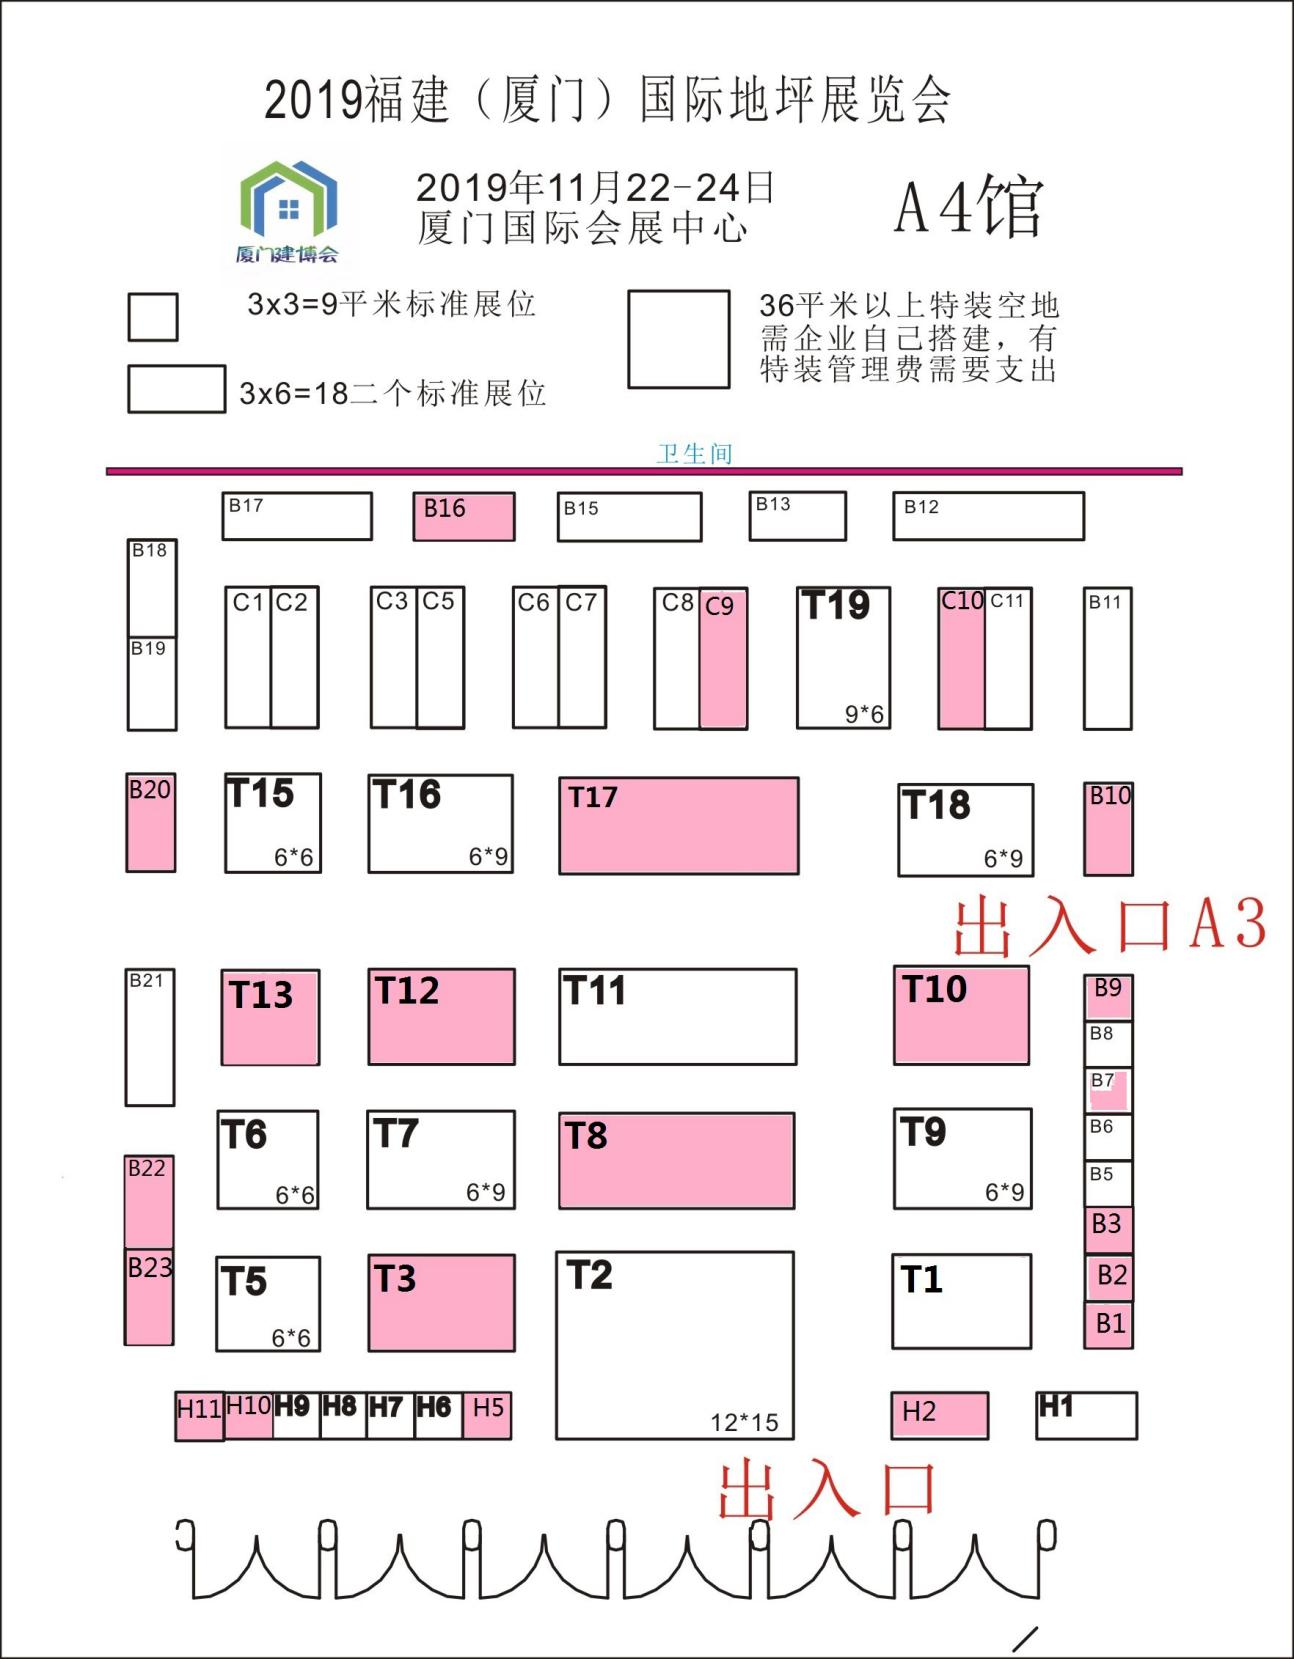 2019福建（厦门）国际地坪展览会
厦门建博会
2019年11月22-24日
厦门国际会展中心
A4馆
3x3=9平米标准展位
3x6=18二个标准展位
36平米以上特装空地
需企业自己搭建，有
特装管理费需要支出
卫生间
B17 B16 B15 B13 B12
B18
B19
C1 C2 C3 C5 C6 C7 C8 C9 T19 C10 C11 B11
9*6
B20 T15 T16 T17 T18 B10
6*6 6*9 6*9
出入口A3
B21 T13 T12 T11 T10 B9
B8
B7
T6 T7 T8 T9 B6
6*6 6*9 6*9
B5
B22
B3
B23 T5 T3 T2 T1 B2
B1
6*6
H11 H10 H9 H8 H7 H6 H5 H2 H1
12*15
出入口